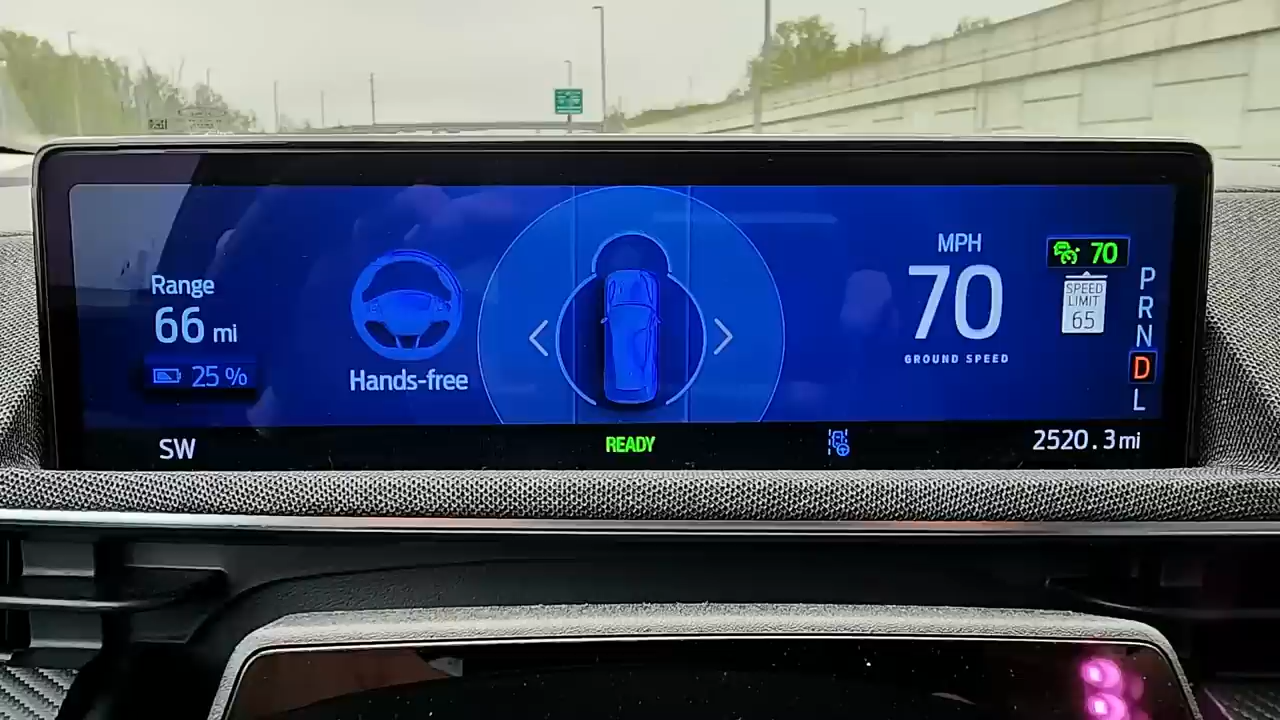 Range
66 mi
25 %
Hands-free
MPH
70
GROUND SPEED
70
SPEED
LIMIT
65
P
R
N
D
L
SW
READY
2520.3 mi